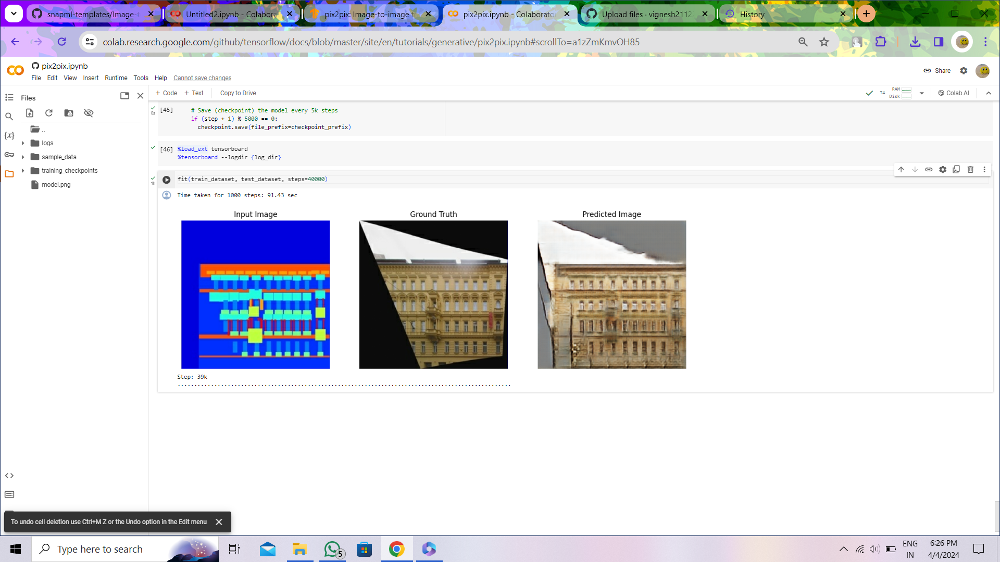 snapml-templates/Image-t
Untitled2.ipynb - Colabora
pix2pix: Image-to-image tr
pix2pix.ipynb - Colaborato
Upload files · vignesh2112
History
colab.research.google.com/github/tensorflow/docs/blob/master/site/en/tutorials/generative/pix2pix.ipynb#scrollTo=a1zZmKmvOH85
CO
pix2pix.ipynb
Share
File Edit View Insert Runtime Tools Help Cannot save changes
Files
+ Code + Text Copy to Drive
T4 RAM Disk
Colab AI
..
logs
sample_data
training_checkpoints
model.png
0s
[45] # Save (checkpoint) the model every 5k steps
if (step + 1) % 5000 == 0:
checkpoint.save(file_prefix=checkpoint_prefix)
{x}
[46] %load_ext tensorboard
%tensorboard --logdir {log_dir}
1h
fit(train_dataset, test_dataset, steps=40000)
Time taken for 1000 steps: 91.43 sec
Input Image
Ground Truth
Predicted Image
Step: 39k
....................................................................................................
To undo cell deletion use Ctrl+M Z or the Undo option in the Edit menu
Type here to search
5
ENG
IN
6:26 PM
4/4/2024